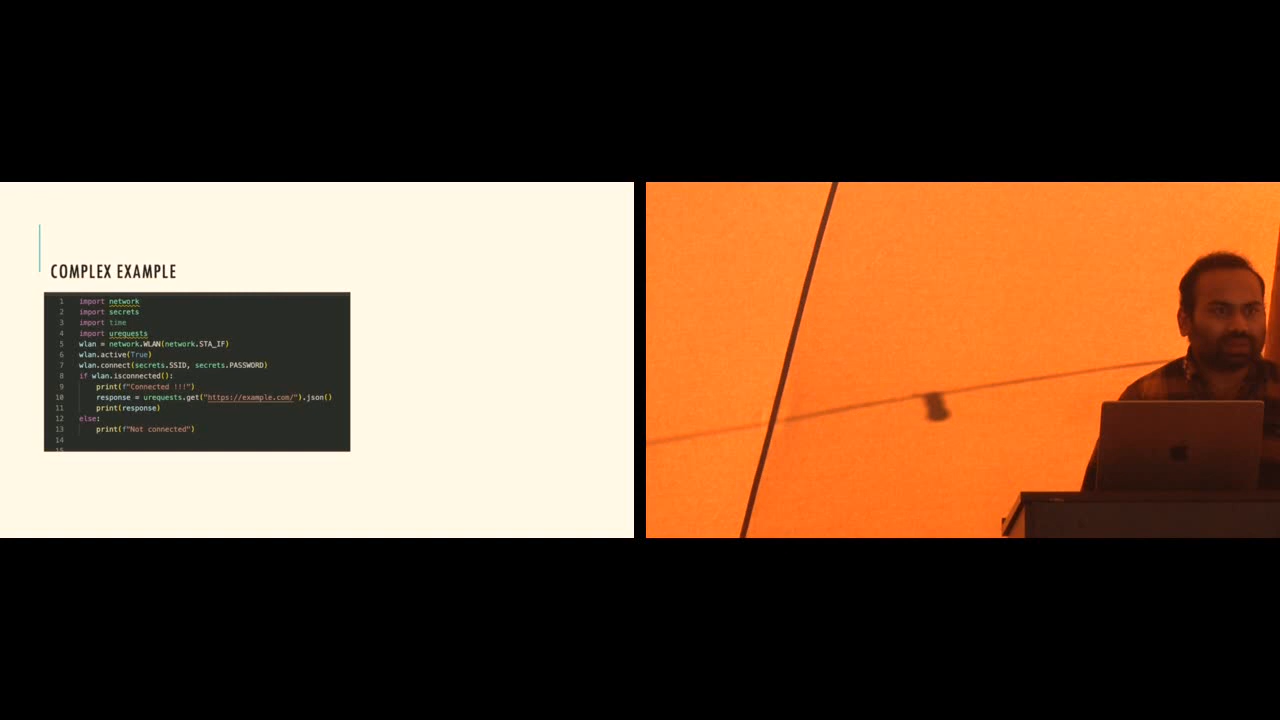 COMPLEX EXAMPLE
1 import network
2 import secrets
3 import time
4 import urequests
5 wlan = network.WLAN(network.STA_IF)
6 wlan.active(True)
7 wlan.connect(secrets.SSID, secrets.PASSWORD)
8 if wlan.isconnected():
9     print(f"Connected !!!")
10     response = urequests.get("https://example.com/").json()
11     print(response)
12 else:
13     print(f"Not connected")
14
15